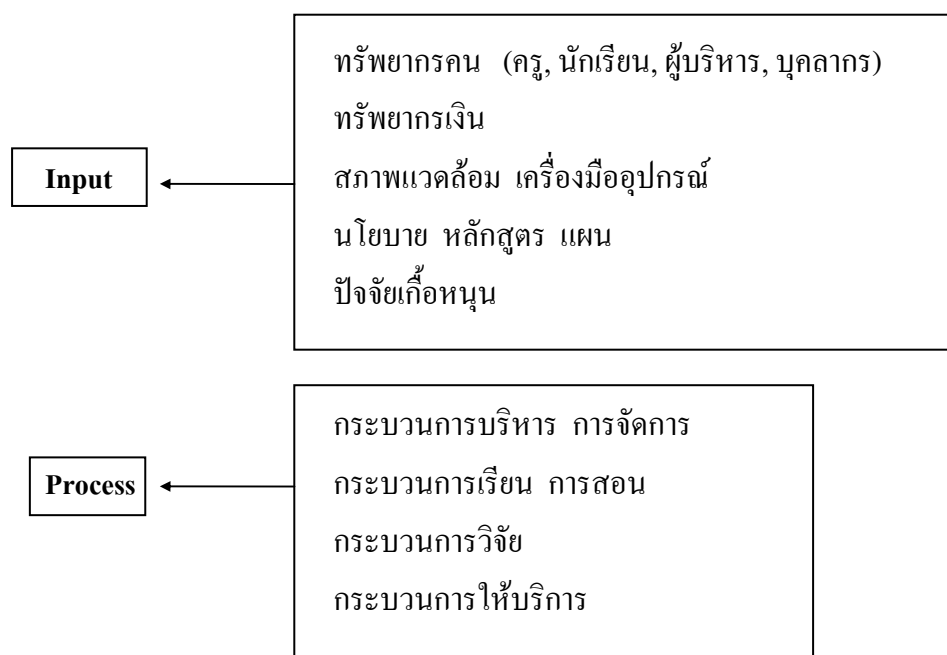 ทรัพยากรคน (ครู, นักเรียน, ผู้บริหาร, บุคลากร)
ทรัพยากรเงิน
Input
สภาพแวดล้อม เครื่องมืออุปกรณ์
นโยบาย หลักสูตร แผน
ปัจจัยเกื้อหนุน
กระบวนการบริหาร การจัดการ
Process
กระบวนการเรียน การสอน
กระบวนการวิจัย
กระบวนการให้บริการ